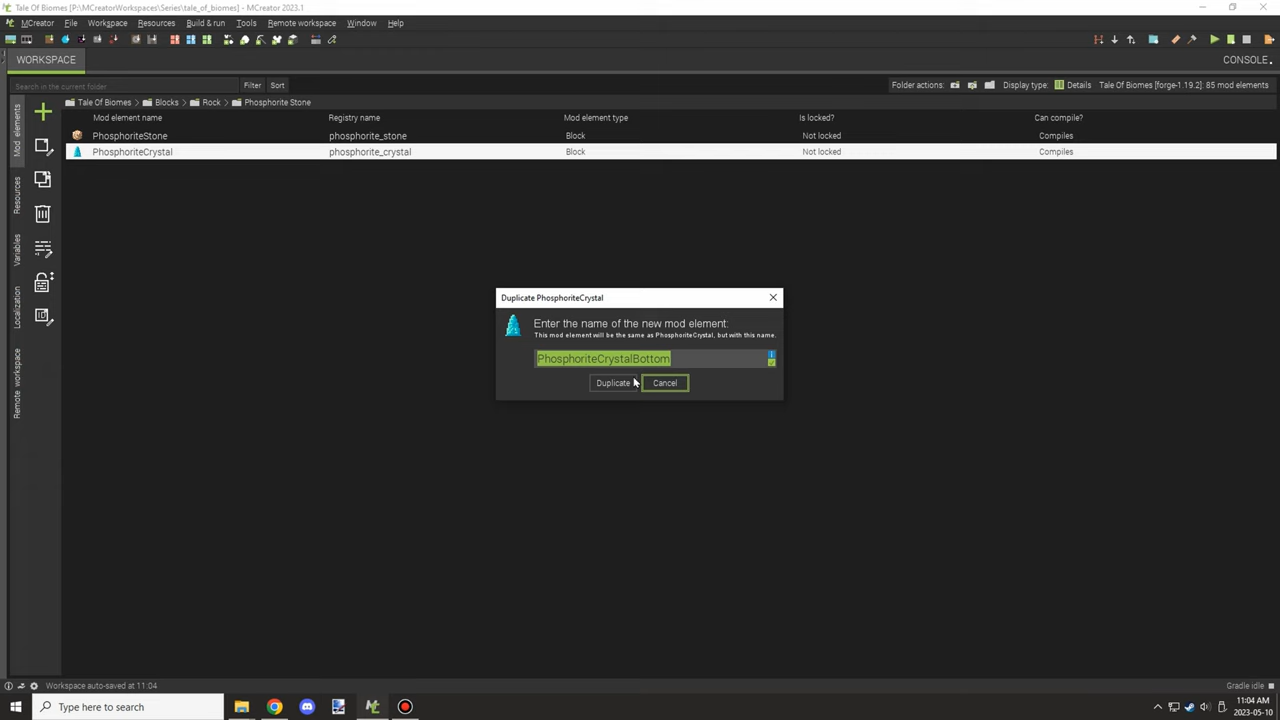 Tale Of Biomes [P:\MCreatorWorkspaces\Series\tale_of_biomes] - MCreator 2023.1
MCreator File Workspace Resources Build & run Tools Remote workspace Window Help
WORKSPACE
CONSOLE
Search in the current folder
Filter
Sort
Folder actions:
Display type:
Details
Tale Of Biomes [forge-1.19.2]: 85 mod elements
Tale Of Biomes > Blocks > Rock > Phosphorite Stone
Mod elements
Resources
Variables
Localization
Remote workspace
Mod element name Registry name Mod element type Is locked? Can compile?
PhosphoriteStone phosphorite_stone Block Not locked Compiles
PhosphoriteCrystal phosphorite_crystal Block Not locked Compiles
Duplicate PhosphoriteCrystal
Enter the name of the new mod element:
This mod element will be the same as PhosphoriteCrystal, but with this name.
PhosphoriteCrystalBottom
Duplicate
Cancel
Workspace auto-saved at 11:04
Gradle idle
Type here to search
11:04 AM
2023-05-10